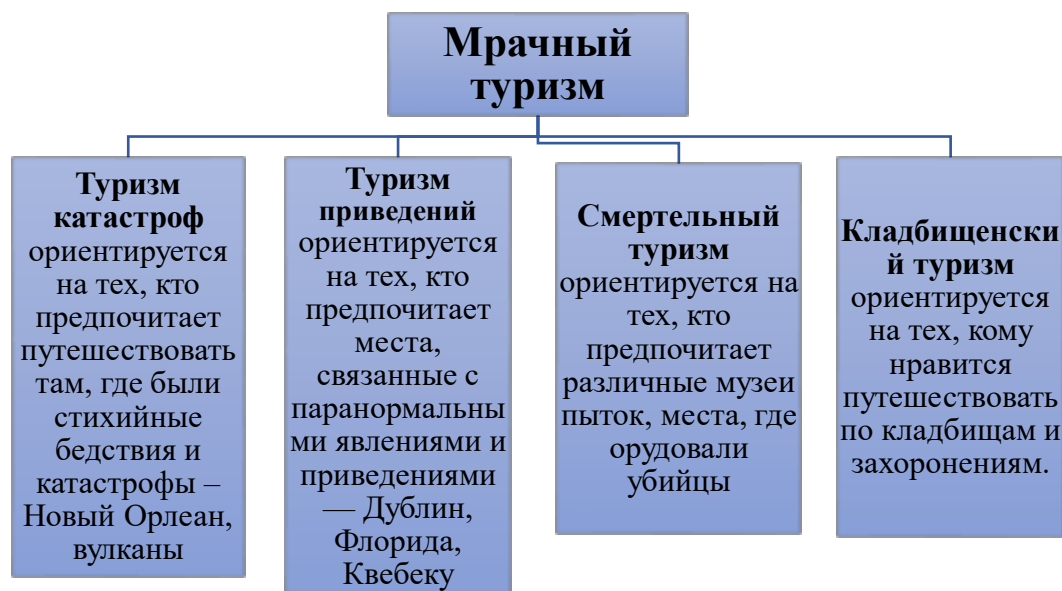 Мрачный
туризм
Туризм
катастроф
ориентируется
на тех, кто
предпочитает
путешествовать
там, где были
стихийные
бедствия и
катастрофы –
Новый Орлеан,
вулканы
Туризм
приведений
ориентируется
на тех, кто
предпочитает
места,
связанные с
паранормальны
ми явлениями и
приведениями
— Дублин,
Флорида,
Квебеку
Смертельный
туризм
ориентируется на
тех, кто
предпочитает
различные музеи
пыток, места, где
орудовали
убийцы
Кладбищенски
й туризм
ориентируется
на тех, кому
нравится
путешествовать
по кладбищам и
захоронениям.